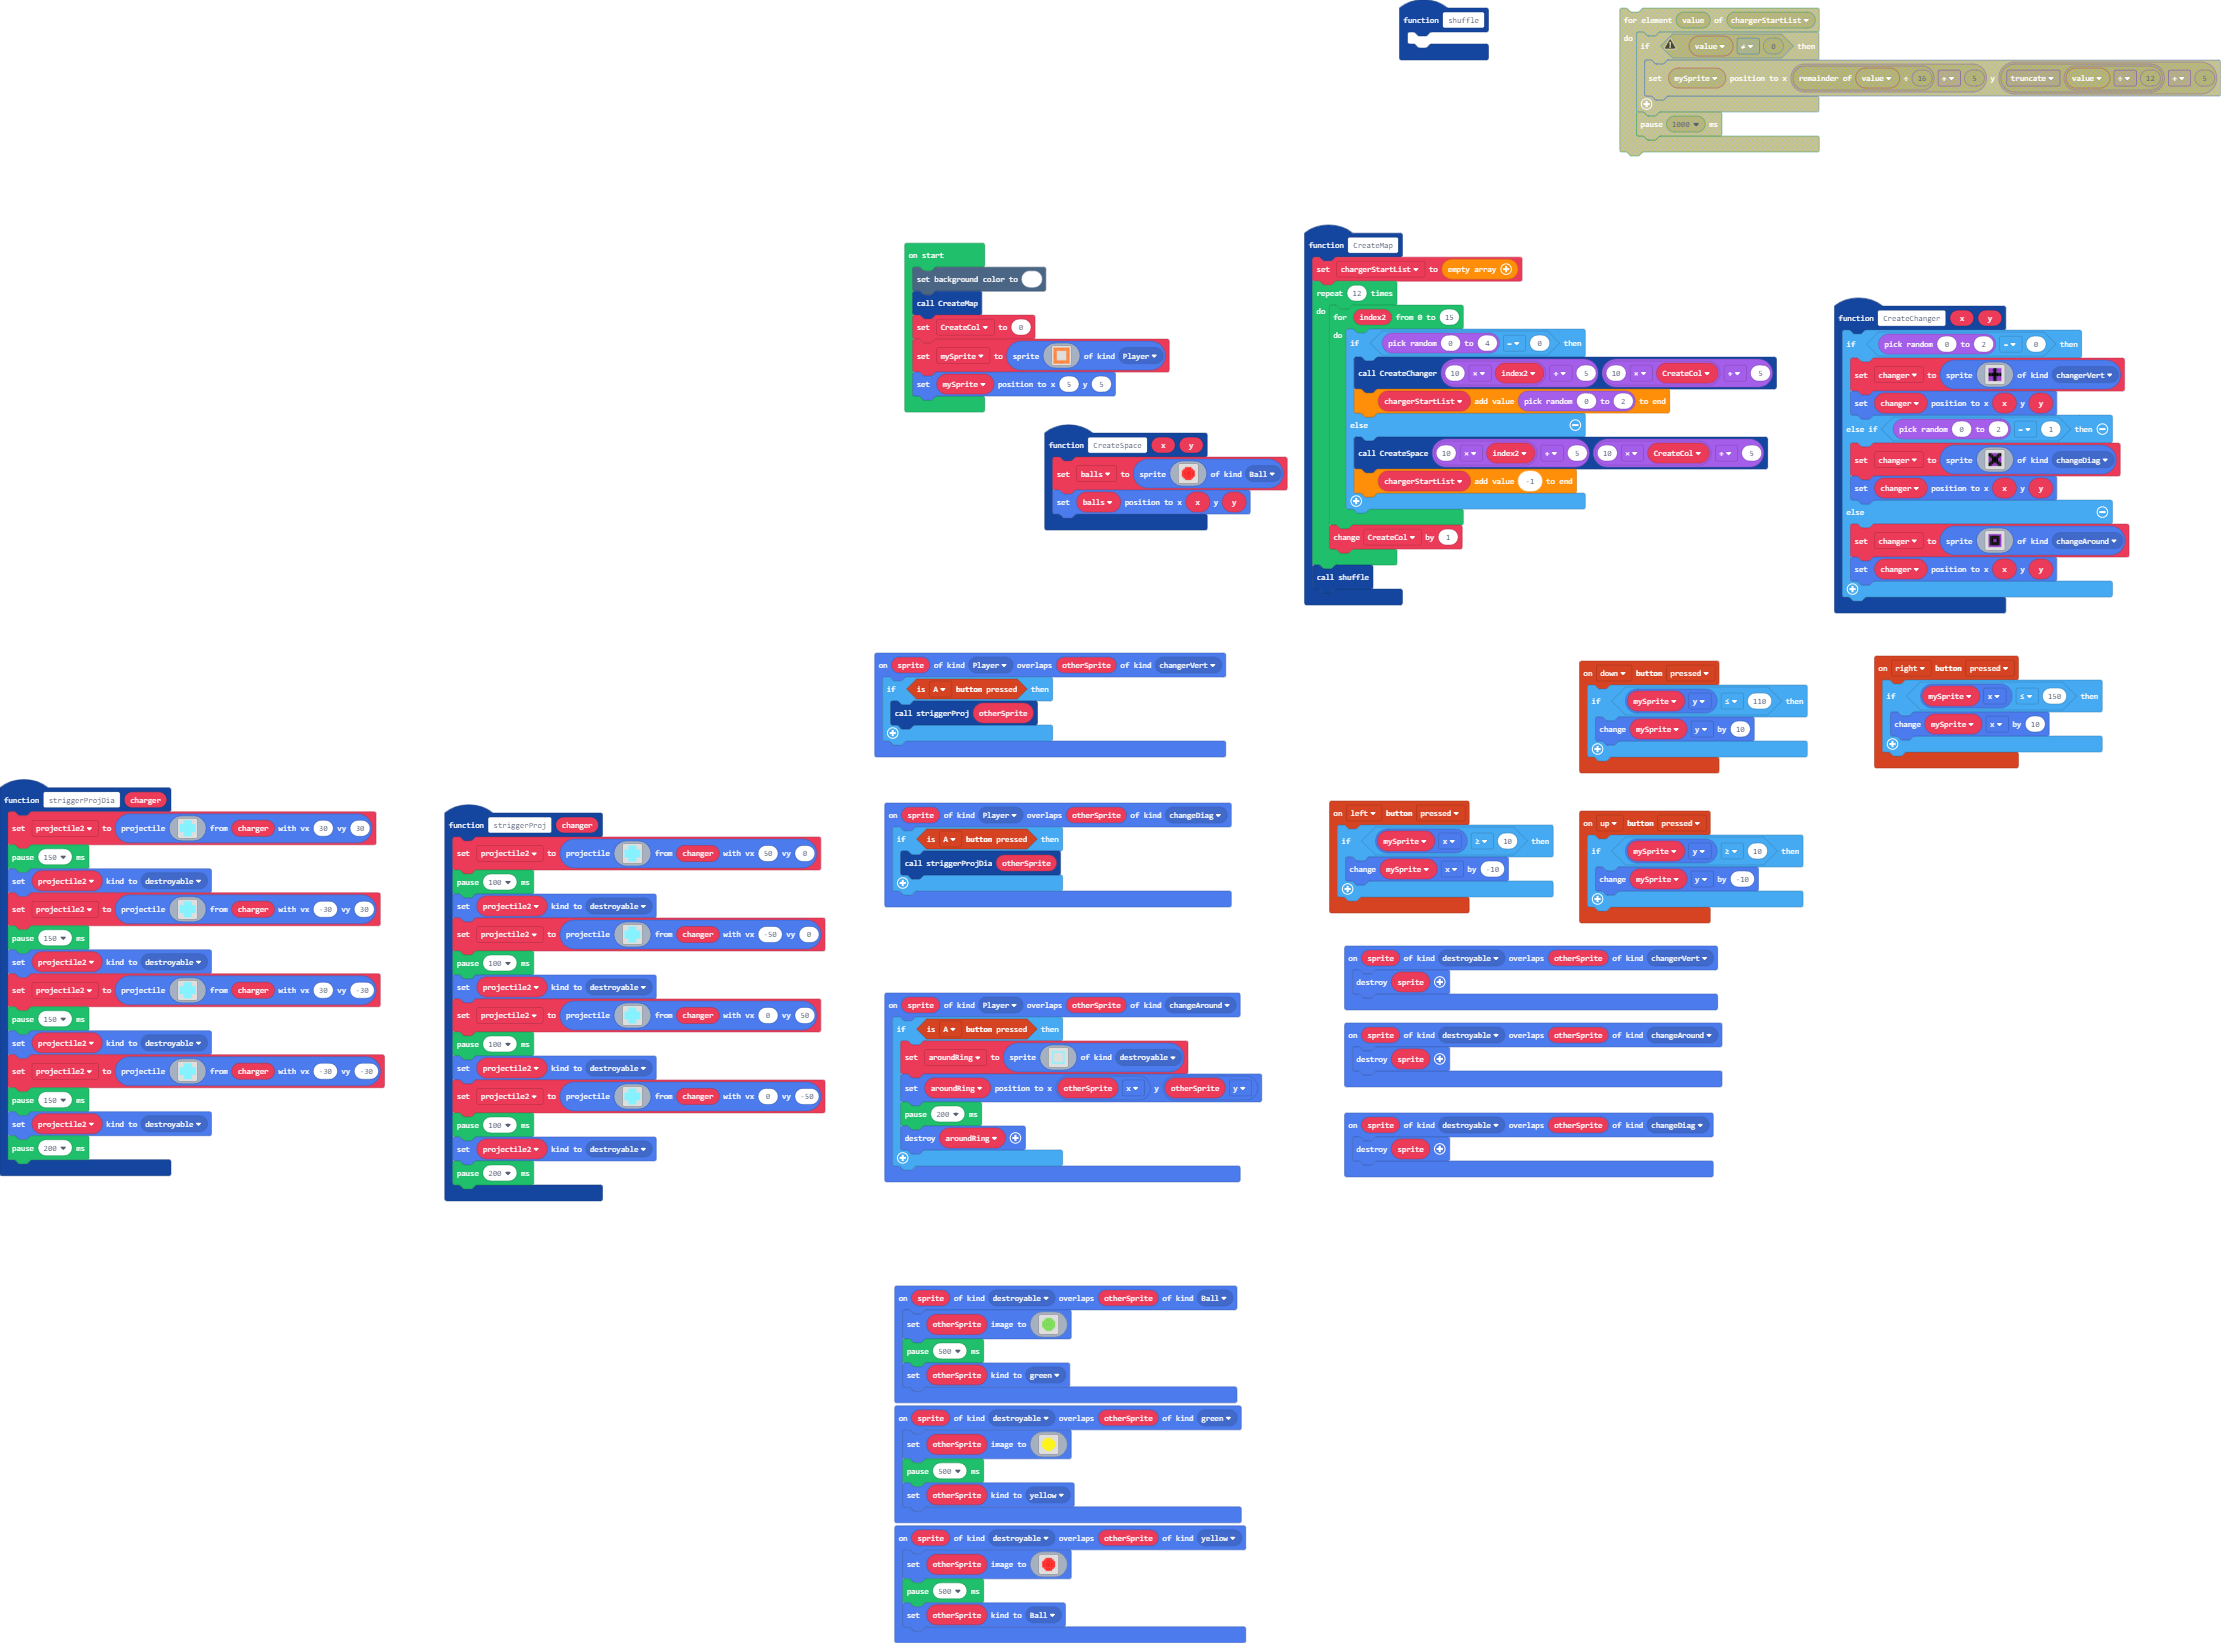 function shuffle
for element value of chargerStartList
do
if value ≠ 0 then
set mySprite position to x remainder of value ÷ 16 + 5 y truncate value ÷ 12 + 5
pause 1000 ms
on start
set background color to
call CreateMap
set CreateCol to 0
set mySprite to sprite of kind Player
set mySprite position to x 5 y 5
function CreateSpace x y
set balls to sprite of kind Ball
set balls position to x x y y
function CreateMap
set chargerStartList to empty array
repeat 12 times
do
for index2 from 0 to 15
do
if pick random 0 to 4 = 0 then
call CreateChanger 10 × index2 + 5 10 × CreateCol + 5
chargerStartList add value pick random 0 to 2 to end
else
call CreateSpace 10 × index2 + 5 10 × CreateCol + 5
chargerStartList add value -1 to end
change CreateCol by 1
call shuffle
function CreateChanger x y
if pick random 0 to 2 = 0 then
set changer to sprite of kind changerVert
set changer position to x x y y
else if pick random 0 to 2 = 1 then
set changer to sprite of kind changeDiag
set changer position to x x y y
else
set changer to sprite of kind changeAround
set changer position to x x y y
on sprite of kind Player overlaps otherSprite of kind changerVert
if is A button pressed then
call striggerProj otherSprite
on down button pressed
if mySprite y ≤ 110 then
change mySprite y by 10
on right button pressed
if mySprite x ≤ 150 then
change mySprite x by 10
function striggerProjDia charger
set projectile2 to projectile from charger with vx 30 vy 30
pause 150 ms
set projectile2 kind to destroyable
set projectile2 to projectile from charger with vx -30 vy 30
pause 150 ms
set projectile2 kind to destroyable
set projectile2 to projectile from charger with vx 30 vy -30
pause 150 ms
set projectile2 kind to destroyable
set projectile2 to projectile from charger with vx -30 vy -30
pause 150 ms
set projectile2 kind to destroyable
pause 200 ms
function striggerProj changer
set projectile2 to projectile from changer with vx 50 vy 0
pause 100 ms
set projectile2 kind to destroyable
set projectile2 to projectile from changer with vx -50 vy 0
pause 100 ms
set projectile2 kind to destroyable
set projectile2 to projectile from changer with vx 0 vy 50
pause 100 ms
set projectile2 kind to destroyable
set projectile2 to projectile from changer with vx 0 vy -50
pause 100 ms
set projectile2 kind to destroyable
pause 200 ms
on sprite of kind Player overlaps otherSprite of kind changeDiag
if is A button pressed then
call striggerProjDia otherSprite
on left button pressed
if mySprite x ≥ 10 then
change mySprite x by -10
on up button pressed
if mySprite y ≥ 10 then
change mySprite y by -10
on sprite of kind destroyable overlaps otherSprite of kind changerVert
destroy sprite
on sprite of kind Player overlaps otherSprite of kind changeAround
if is A button pressed then
set aroundRing to sprite of kind destroyable
set aroundRing position to x otherSprite x y otherSprite y
pause 200 ms
destroy aroundRing
on sprite of kind destroyable overlaps otherSprite of kind changeAround
destroy sprite
on sprite of kind destroyable overlaps otherSprite of kind changeDiag
destroy sprite
on sprite of kind destroyable overlaps otherSprite of kind Ball
set otherSprite image to
pause 500 ms
set otherSprite kind to green
on sprite of kind destroyable overlaps otherSprite of kind green
set otherSprite image to
pause 500 ms
set otherSprite kind to yellow
on sprite of kind destroyable overlaps otherSprite of kind yellow
set otherSprite image to
pause 500 ms
set otherSprite kind to Ball